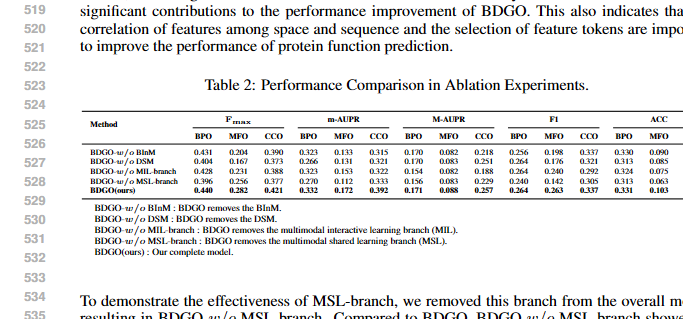 519 significant contributions to the performance improvement of BDGO. This also indicates tha
520 correlation of features among space and sequence and the selection of feature tokens are impo
521 to improve the performance of protein function prediction.
522
523 Table 2: Performance Comparison in Ablation Experiments.
524
525 Method Fmax m-AUPR M-AUPR F1 ACC
BPO MFO CCO BPO MFO CCO BPO MFO CCO BPO MFO CCO BPO MFO
526 BDGO-w/o BInM 0.431 0.204 0.390 0.323 0.133 0.315 0.170 0.082 0.218 0.256 0.198 0.337 0.330 0.090
527 BDGO-w/o DSM 0.404 0.167 0.373 0.266 0.131 0.321 0.170 0.083 0.251 0.264 0.176 0.321 0.313 0.085
BDGO-w/o MIL-branch 0.428 0.231 0.388 0.323 0.153 0.322 0.154 0.082 0.188 0.264 0.240 0.292 0.324 0.075
528 BDGO-w/o MSL-branch 0.396 0.256 0.377 0.270 0.112 0.333 0.156 0.083 0.229 0.240 0.142 0.305 0.313 0.063
BDGO(ours) 0.440 0.282 0.421 0.332 0.172 0.392 0.171 0.088 0.257 0.264 0.263 0.337 0.331 0.103
529 BDGO-w/o BInM : BDGO removes the BInM.
530 BDGO-w/o DSM : BDGO removes the DSM.
531 BDGO-w/o MIL-branch : BDGO removes the multimodal interactive learning branch (MIL).
BDGO-w/o MSL-branch : BDGO removes the multimodal shared learning branch (MSL).
532 BDGO(ours) : Our complete model.
533
534 To demonstrate the effectiveness of MSL-branch, we removed this branch from the overall m
535 resulting in BDGO-w/o MSL-branch. Compared to BDGO, BDGO-w/o MSL-branch showe